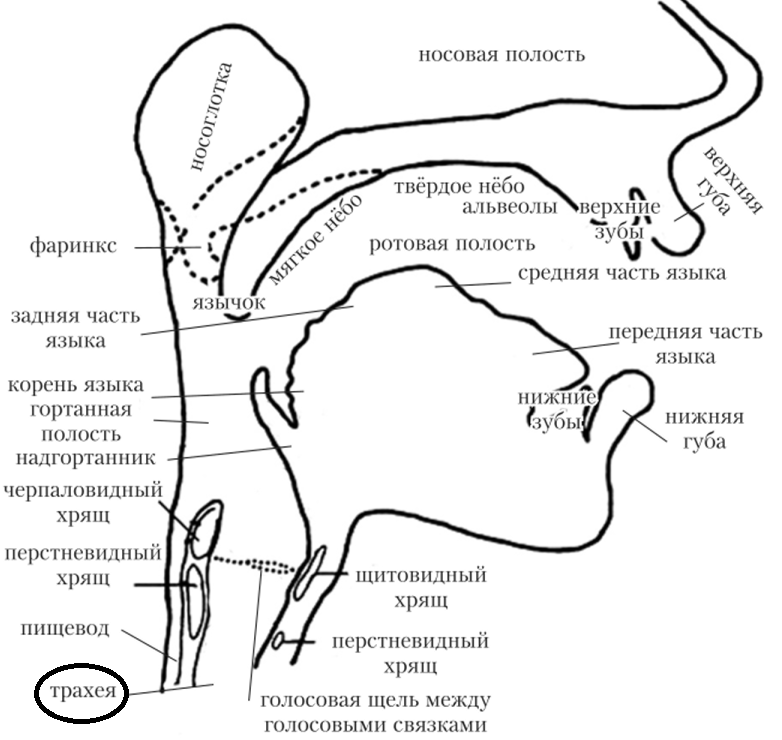 носовая полость
носоглотка
верхняя
губа
твёрдое нёбо
альвеолы
верхние
зубы
мягкое нёбо
фаринкс
ротовая полость
средняя часть языка
язычок
задняя часть
языка
передняя часть
языка
корень языка
гортанная
полость
надгортанник
нижние
зубы
нижняя
губа
черпаловидный
хрящ
перстневидный
хрящ
щитовидный
хрящ
пищевод
перстневидный
хрящ
трахея
голосовая щель между
голосовыми связками